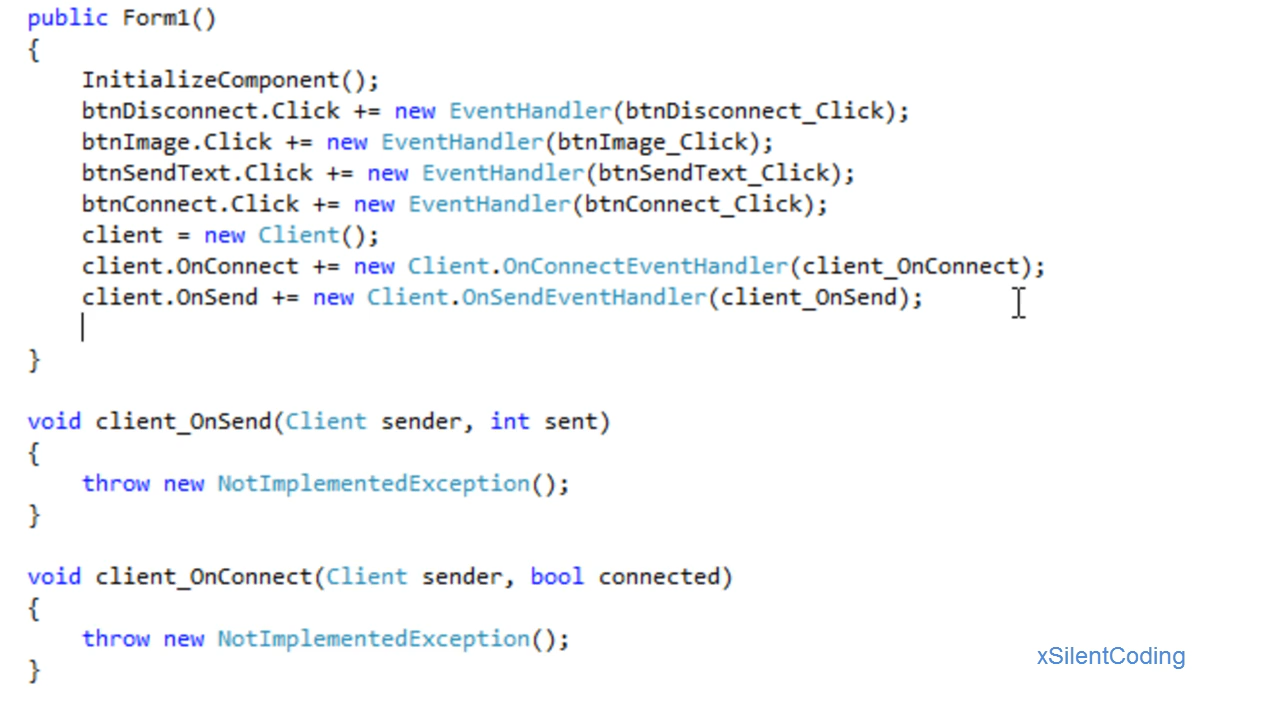 public Form1()
{
    InitializeComponent();
    btnDisconnect.Click += new EventHandler(btnDisconnect_Click);
    btnImage.Click += new EventHandler(btnImage_Click);
    btnSendText.Click += new EventHandler(btnSendText_Click);
    btnConnect.Click += new EventHandler(btnConnect_Click);
    client = new Client();
    client.OnConnect += new Client.OnConnectEventHandler(client_OnConnect);
    client.OnSend += new Client.OnSendEventHandler(client_OnSend);
}
void client_OnSend(Client sender, int sent)
{
    throw new NotImplementedException();
}
void client_OnConnect(Client sender, bool connected)
{
    throw new NotImplementedException();
}
xSilentCoding